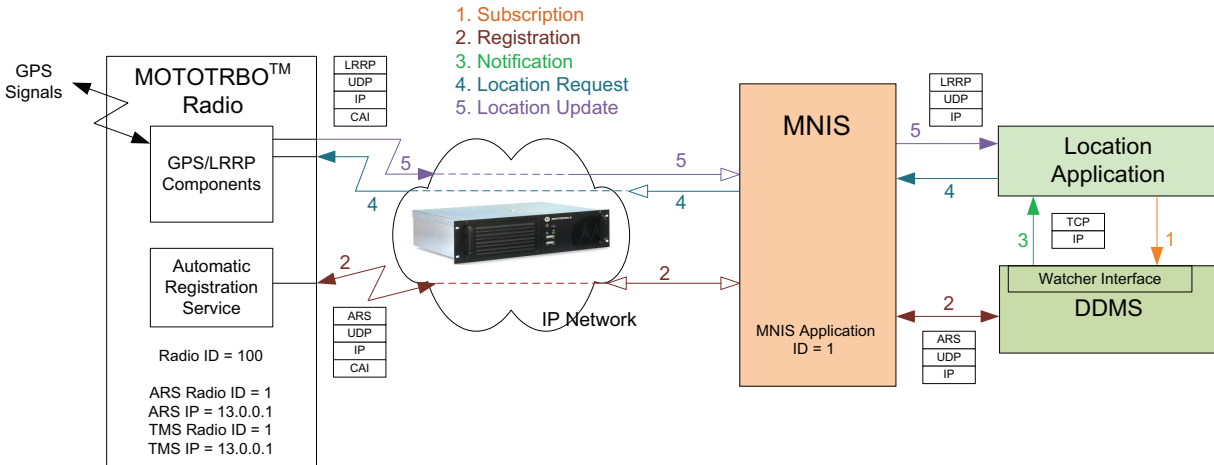 1. Subscription
2. Registration
3. Notification
4. Location Request
5. Location Update
GPS
Signals
MOTOTRBO™
Radio
GPS/LRRP
Components
Automatic
Registration
Service
Radio ID = 100
ARS Radio ID = 1
ARS IP = 13.0.0.1
TMS Radio ID = 1
TMS IP = 13.0.0.1
LRRP
UDP
IP
CAI
5
4
2
ARS
UDP
IP
CAI
5
4
2
IP Network
MNIS
MNIS Application
ID = 1
LRRP
UDP
IP
5
4
Location
Application
3
TCP
IP
1
Watcher Interface
DDMS
2
ARS
UDP
IP